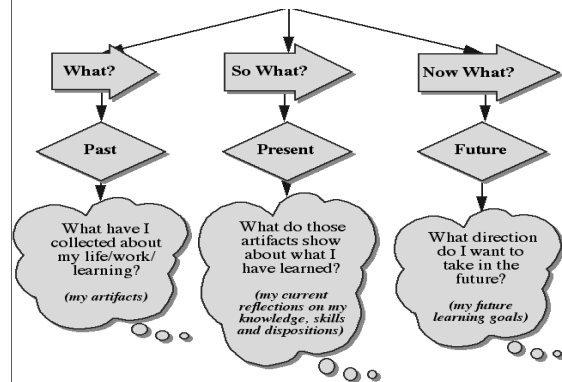 What?
So What?
Now What?
Past
Present
Future
What have I
collected about
my life/work/
learning?
(my artifacts)
What do those
artifacts show
about what I
have learned?
(my current
reflections on my
knowledge, skills
and dispositions)
What direction
do I want to
take in the
future?
(my future
learning goals)